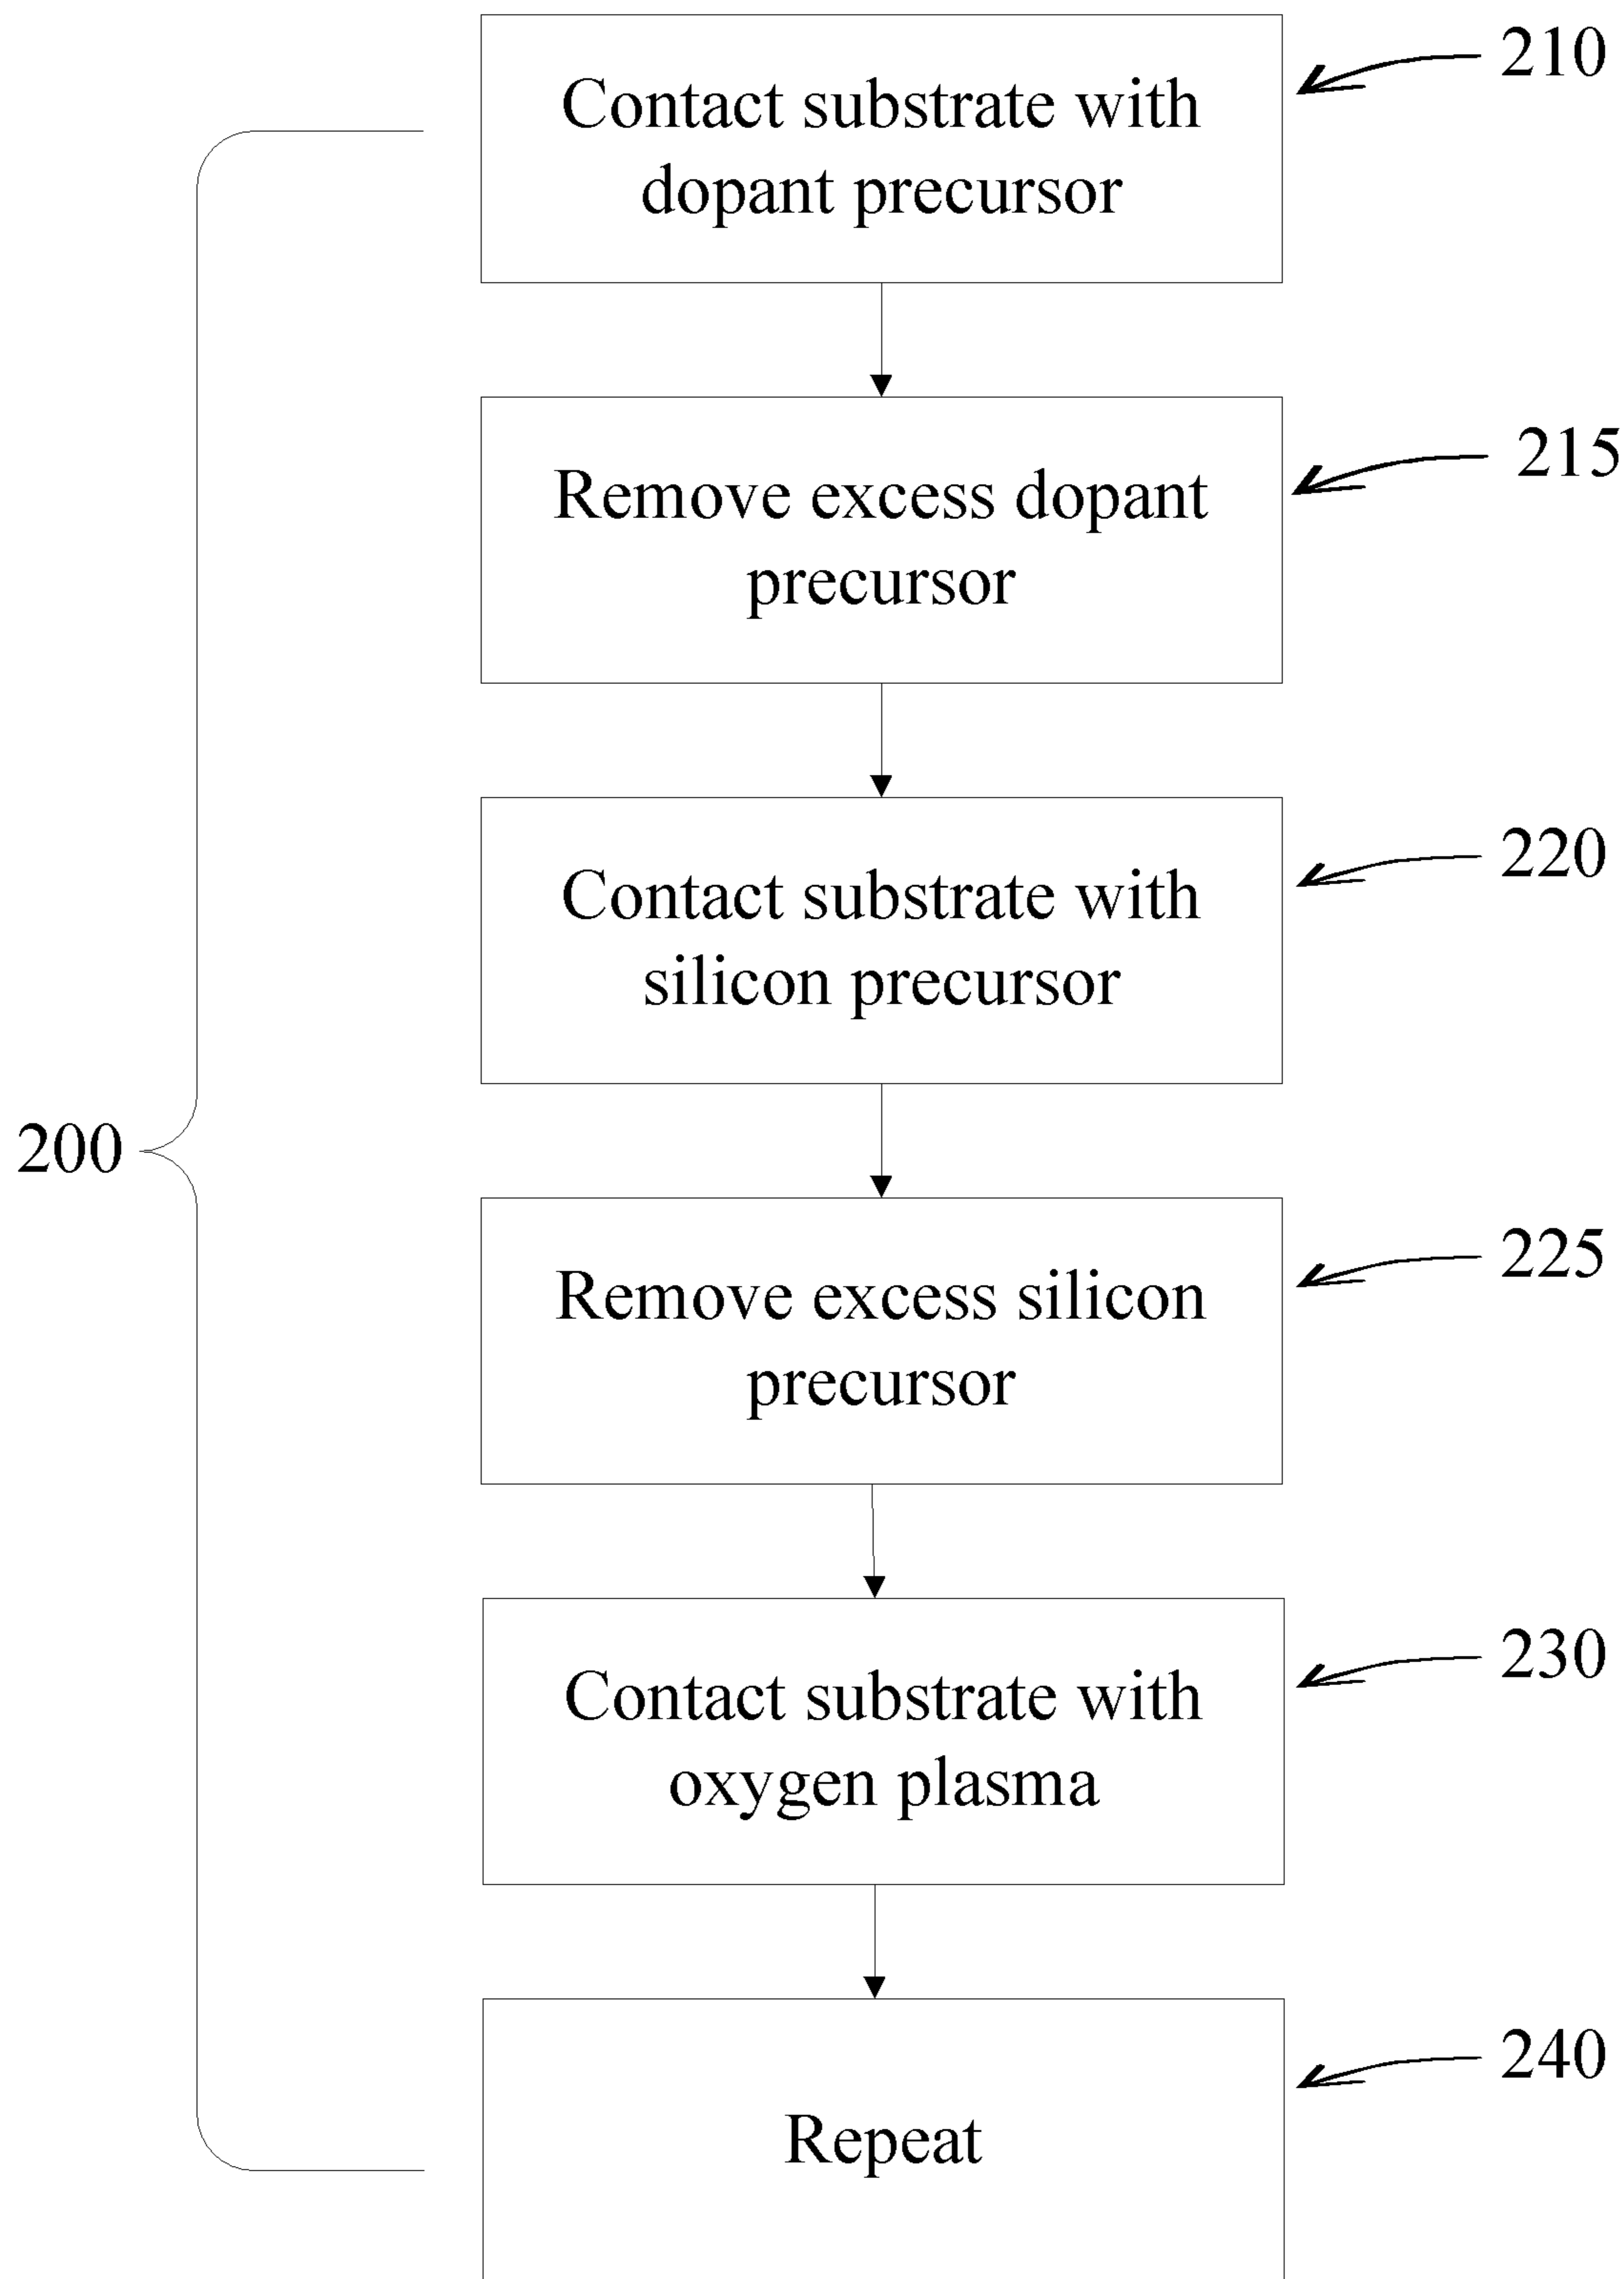 Contact substrate with
dopant precursor
210
Remove excess dopant
precursor
215
Contact substrate with
silicon precursor
220
200
Remove excess silicon
precursor
225
Contact substrate with
oxygen plasma
230
Repeat
240